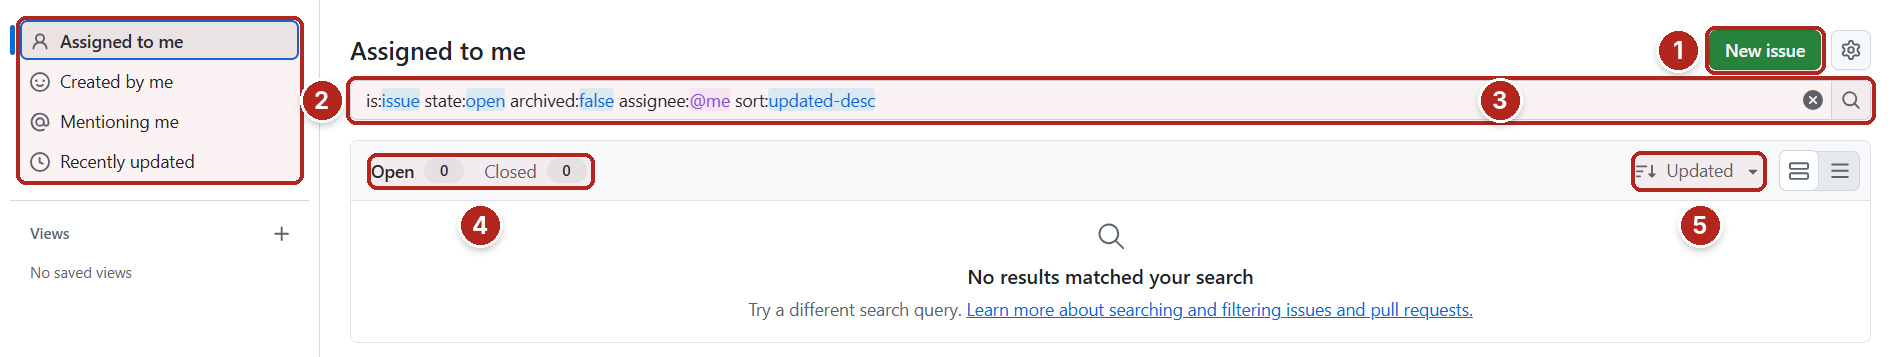 Assigned to me
Created by me
Mentioning me
Recently updated
Views
No saved views
Assigned to me
1
New issue
2
is:issue state:open archived:false assignee:@me sort:updated-desc
3
Open 0 Closed 0
Updated
4
5
No results matched your search
Try a different search query. Learn more about searching and filtering issues and pull requests.